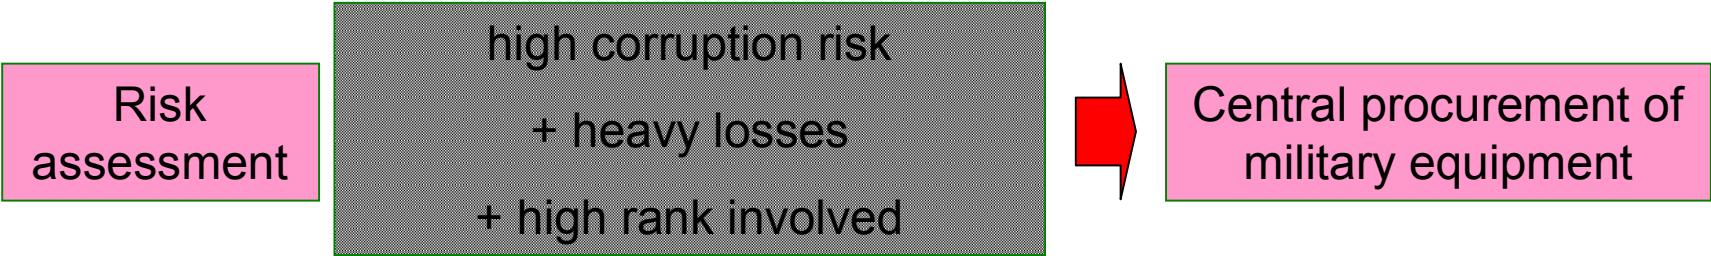 Risk
assessment
high corruption risk
+ heavy losses
+ high rank involved
Central procurement of
military equipment